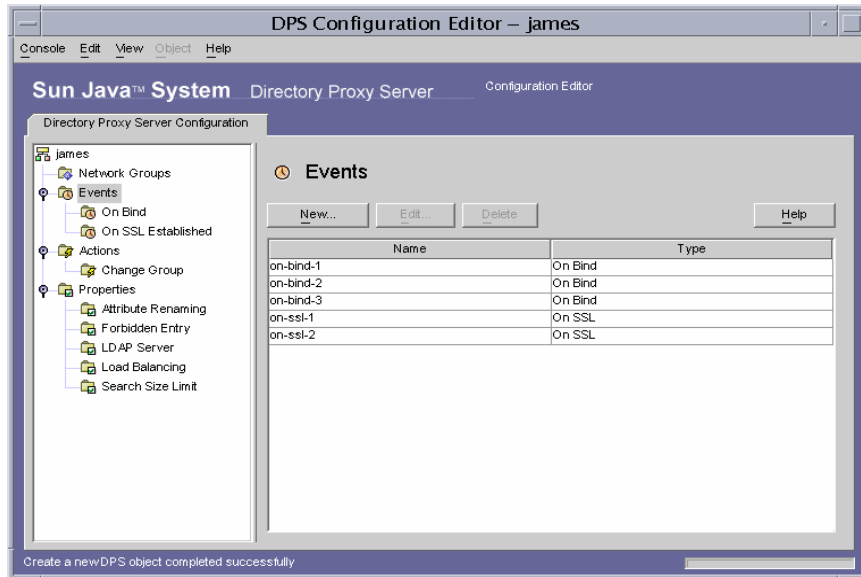 DPS Configuration Editor – james
Console Edit View Object Help
Sun Java™ System Directory Proxy Server Configuration Editor
Directory Proxy Server Configuration
james
Network Groups
Events
On Bind
On SSL Established
Actions
Change Group
Properties
Attribute Renaming
Forbidden Entry
LDAP Server
Load Balancing
Search Size Limit
Events
New... Edit... Delete Help
Name Type
on-bind-1 On Bind
on-bind-2 On Bind
on-bind-3 On Bind
on-ssl-1 On SSL
on-ssl-2 On SSL
Create a new DPS object completed successfully